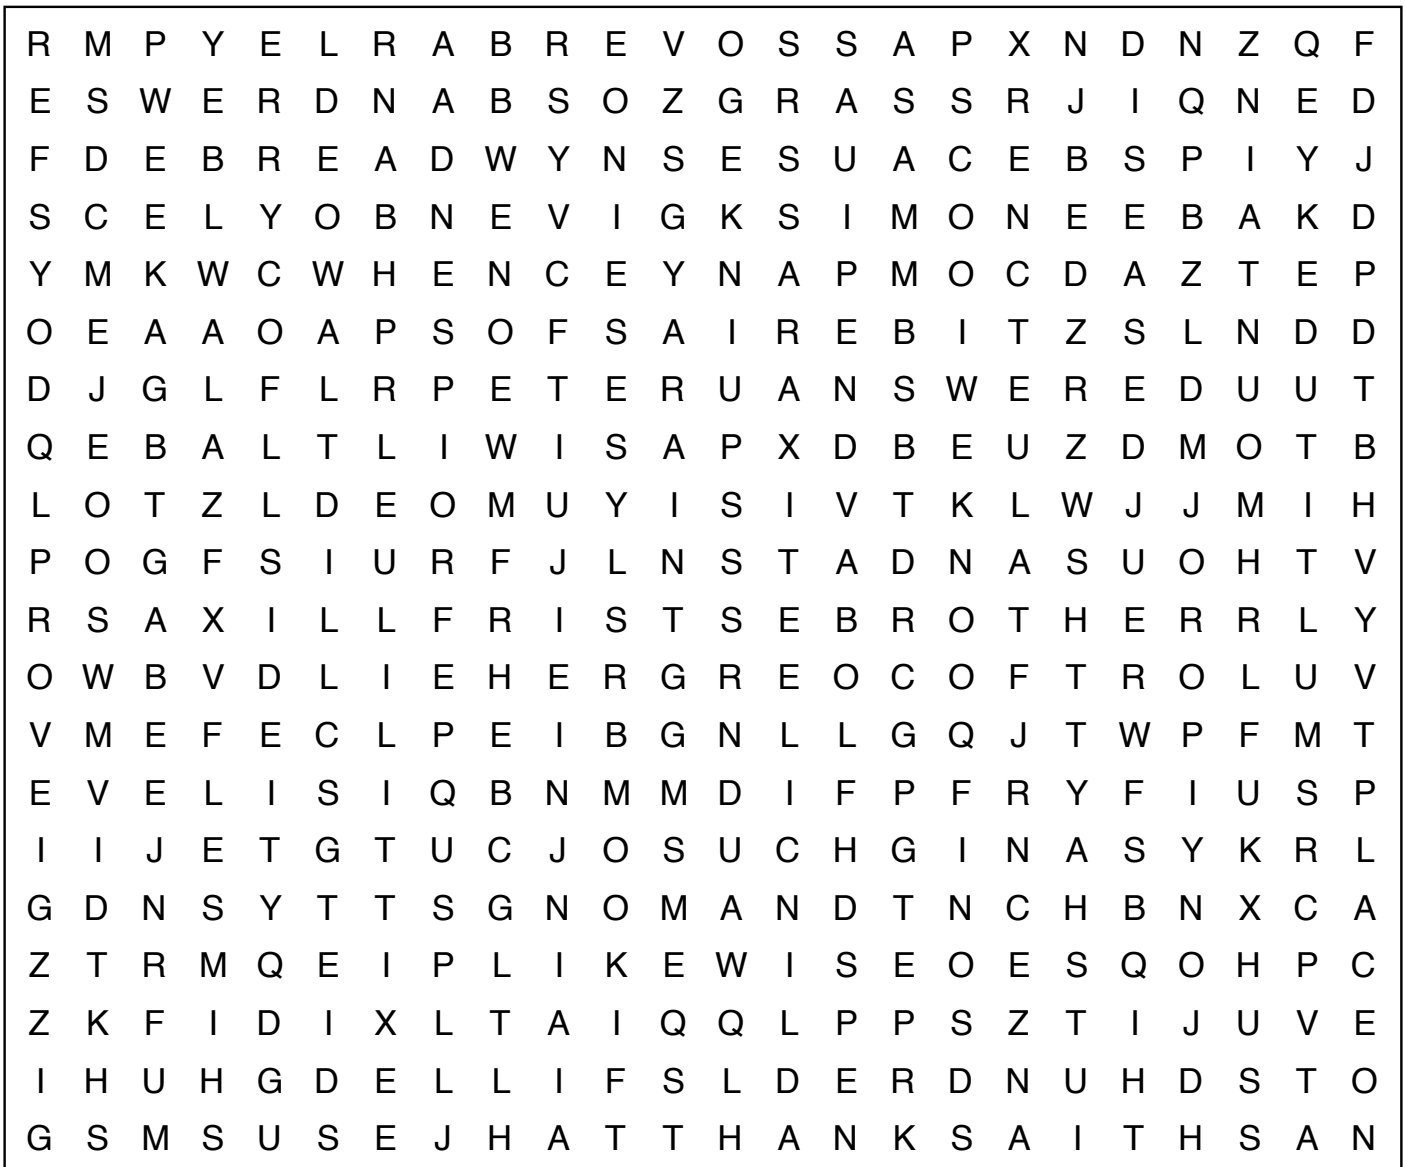 R M P Y E L R A B R E V O S S A P X N D N Z Q F
E S W E R D N A B S O Z G R A S S R J I Q N E D
F D E B R E A D W Y N S E S U A C E B S P I Y J
S C E L Y O B N E V I G K S I M O N E E B A K D
Y M K W C W H E N C E Y N A P M O C D A Z T E P
O E A A O A P S O F S A I R E B I T Z S L N D D
D J G L F L R P E T E R U A N S W E R E D U U T
Q E B A L T L I W I S A P X D B E U Z D M O T B
L O T Z L D E O M U Y I S I V T K L W J J M I H
P O G F S I U R F J L N S T A D N A S U O H T V
R S A X I L L F R I S T S E B R O T H E R R L Y
O W B V D L I E H E R G R E O C O F T R O L U V
V M E F E C L P E I B G N L L G Q J T W P F M T
E V E L I S I Q B N M M D I F P F R Y F I U S P
I I J E T G T U C J O S U C H G I N A S Y K R L
G D N S Y T T S G N O M A N D T N C H B N X C A
Z T R M Q E I P L I K E W I S E O E S Q O H P C
Z K F I D I X L T A I Q Q L P P S Z T I J U V E
I H U H G D E L L I F S L D E R D N U H D S T O
G S M S U S E J H A T T H A N K S A I T H S A N